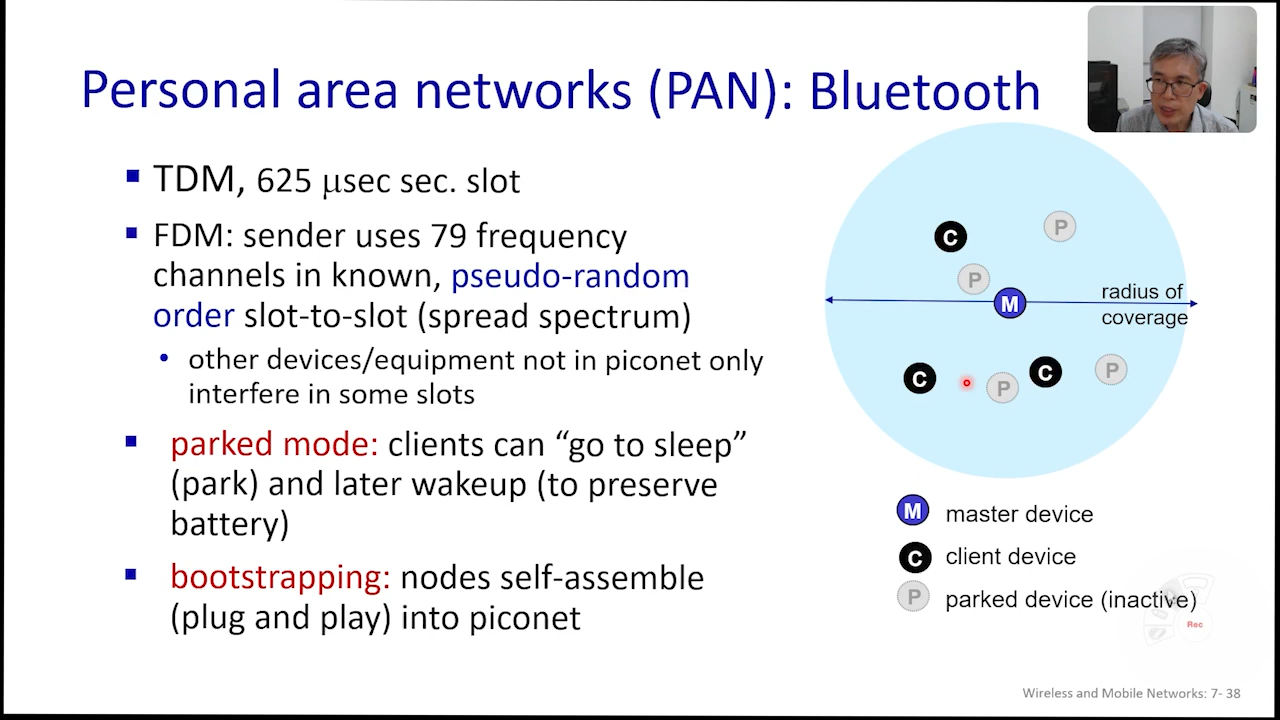 Personal area networks (PAN): Bluetooth
▪ TDM, 625 μsec sec. slot
▪ FDM: sender uses 79 frequency
channels in known, pseudo-random
order slot-to-slot (spread spectrum)
• other devices/equipment not in piconet only
interfere in some slots
▪ parked mode: clients can “go to sleep”
(park) and later wakeup (to preserve
battery)
▪ bootstrapping: nodes self-assemble
(plug and play) into piconet
C
P
P
M
radius of
coverage
C
P
C
P
M master device
C client device
P parked device (inactive)
Rec
Wireless and Mobile Networks: 7- 38